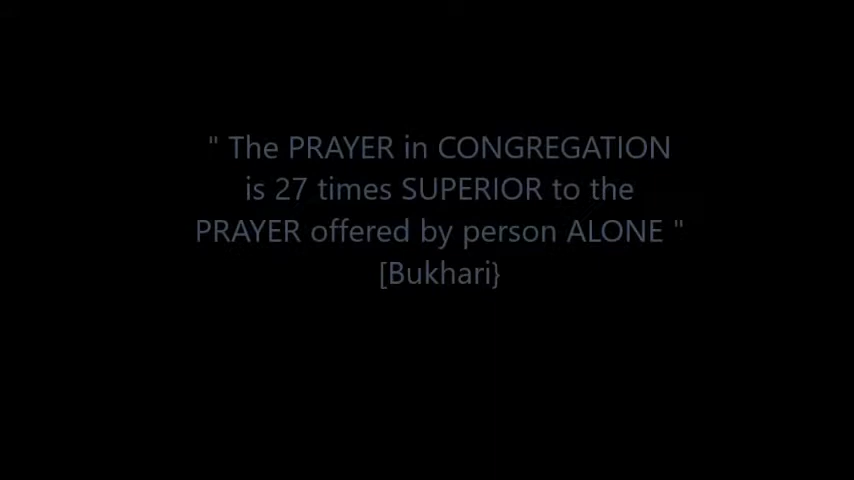 " The PRAYER in CONGREGATION
is 27 times SUPERIOR to the
PRAYER offered by person ALONE "
[Bukhari}